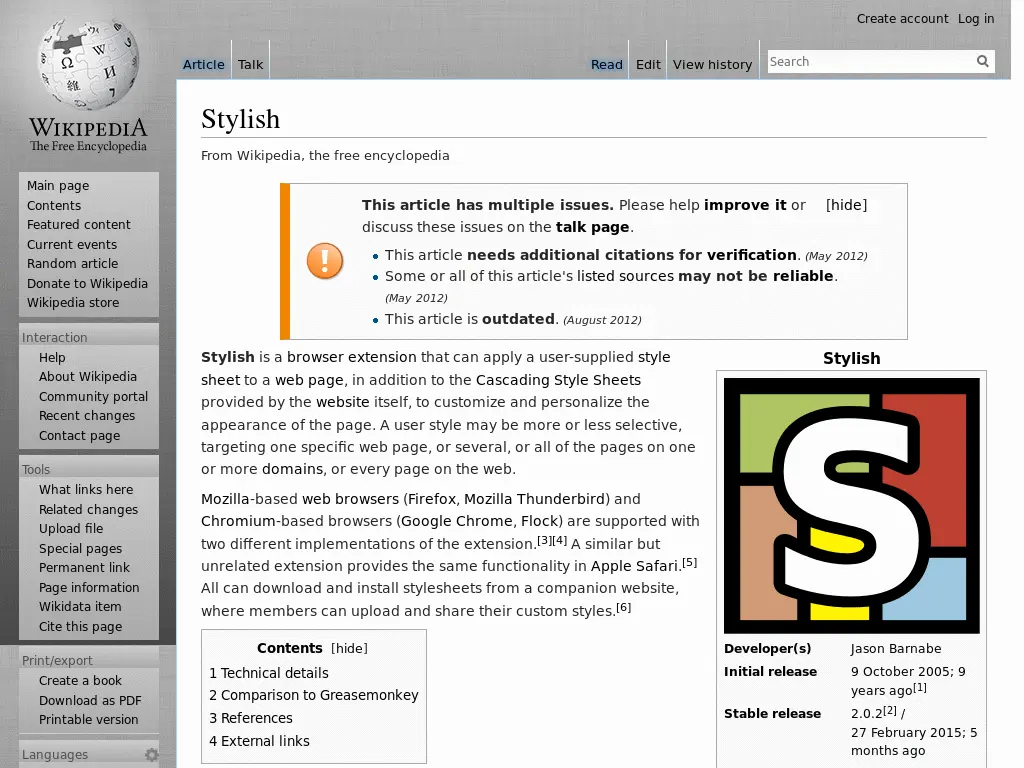 Create account Log in
Article Talk Read Edit View history Search
WIKIPEDIA
The Free Encyclopedia
Main page
Contents
Featured content
Current events
Random article
Donate to Wikipedia
Wikipedia store
Interaction
Help
About Wikipedia
Community portal
Recent changes
Contact page
Tools
What links here
Related changes
Upload file
Special pages
Permanent link
Page information
Wikidata item
Cite this page
Print/export
Create a book
Download as PDF
Printable version
Languages
Stylish
From Wikipedia, the free encyclopedia
This article has multiple issues. Please help improve it or [hide]
discuss these issues on the talk page.
This article needs additional citations for verification. (May 2012)
Some or all of this article's listed sources may not be reliable.
(May 2012)
This article is outdated. (August 2012)
Stylish is a browser extension that can apply a user-supplied style
sheet to a web page, in addition to the Cascading Style Sheets
provided by the website itself, to customize and personalize the
appearance of the page. A user style may be more or less selective,
targeting one specific web page, or several, or all of the pages on one
or more domains, or every page on the web.
Mozilla-based web browsers (Firefox, Mozilla Thunderbird) and
Chromium-based browsers (Google Chrome, Flock) are supported with
two different implementations of the extension.[3][4] A similar but
unrelated extension provides the same functionality in Apple Safari.[5]
All can download and install stylesheets from a companion website,
where members can upload and share their custom styles.[6]
Contents [hide]
1 Technical details
2 Comparison to Greasemonkey
3 References
4 External links
Stylish
S
Developer(s) Jason Barnabe
Initial release 9 October 2005; 9
years ago[1]
Stable release 2.0.2[2] /
27 February 2015; 5
months ago